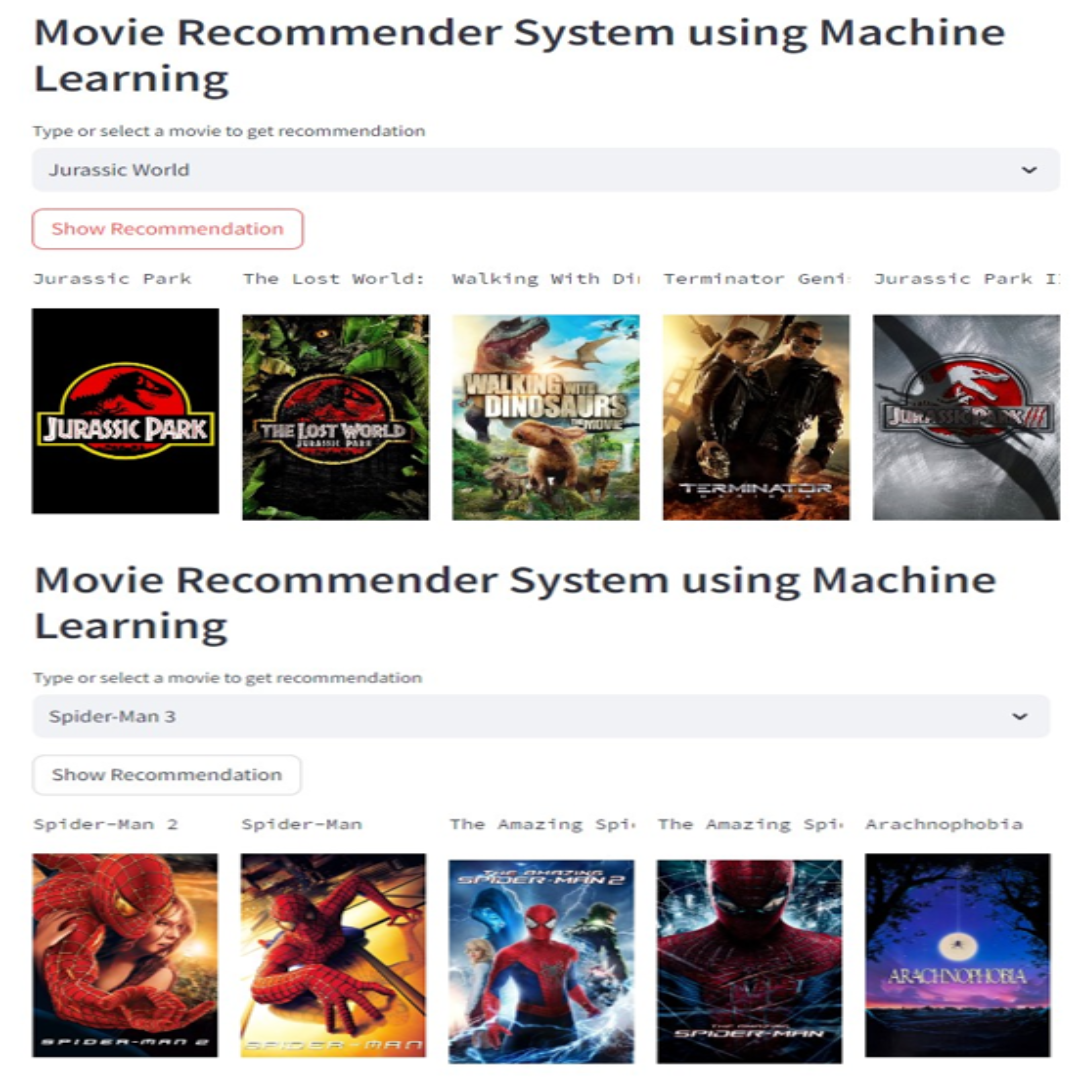 Movie Recommender System using Machine
Learning
Type or select a movie to get recommendation
Jurassic World
Show Recommendation
Jurassic Park
The Lost World:
Walking With Di
Terminator Geni
Jurassic Park I
JURASSIC PARK
THE LOST WORLD
JURASSIC PARK
WALKING WITH
DINOSAURS
THE MOVIE
TERMINATOR
JURASSIC PARK III
Movie Recommender System using Machine
Learning
Type or select a movie to get recommendation
Spider-Man 3
Show Recommendation
Spider-Man 2
Spider-Man
The Amazing Spi
The Amazing Spi
Arachnophobia
SPIDER-MAN 2
SPIDER-MAN
THE AMAZING
SPIDER-MAN 2
THE AMAZING
SPIDER-MAN
ARACHNOPHOBIA